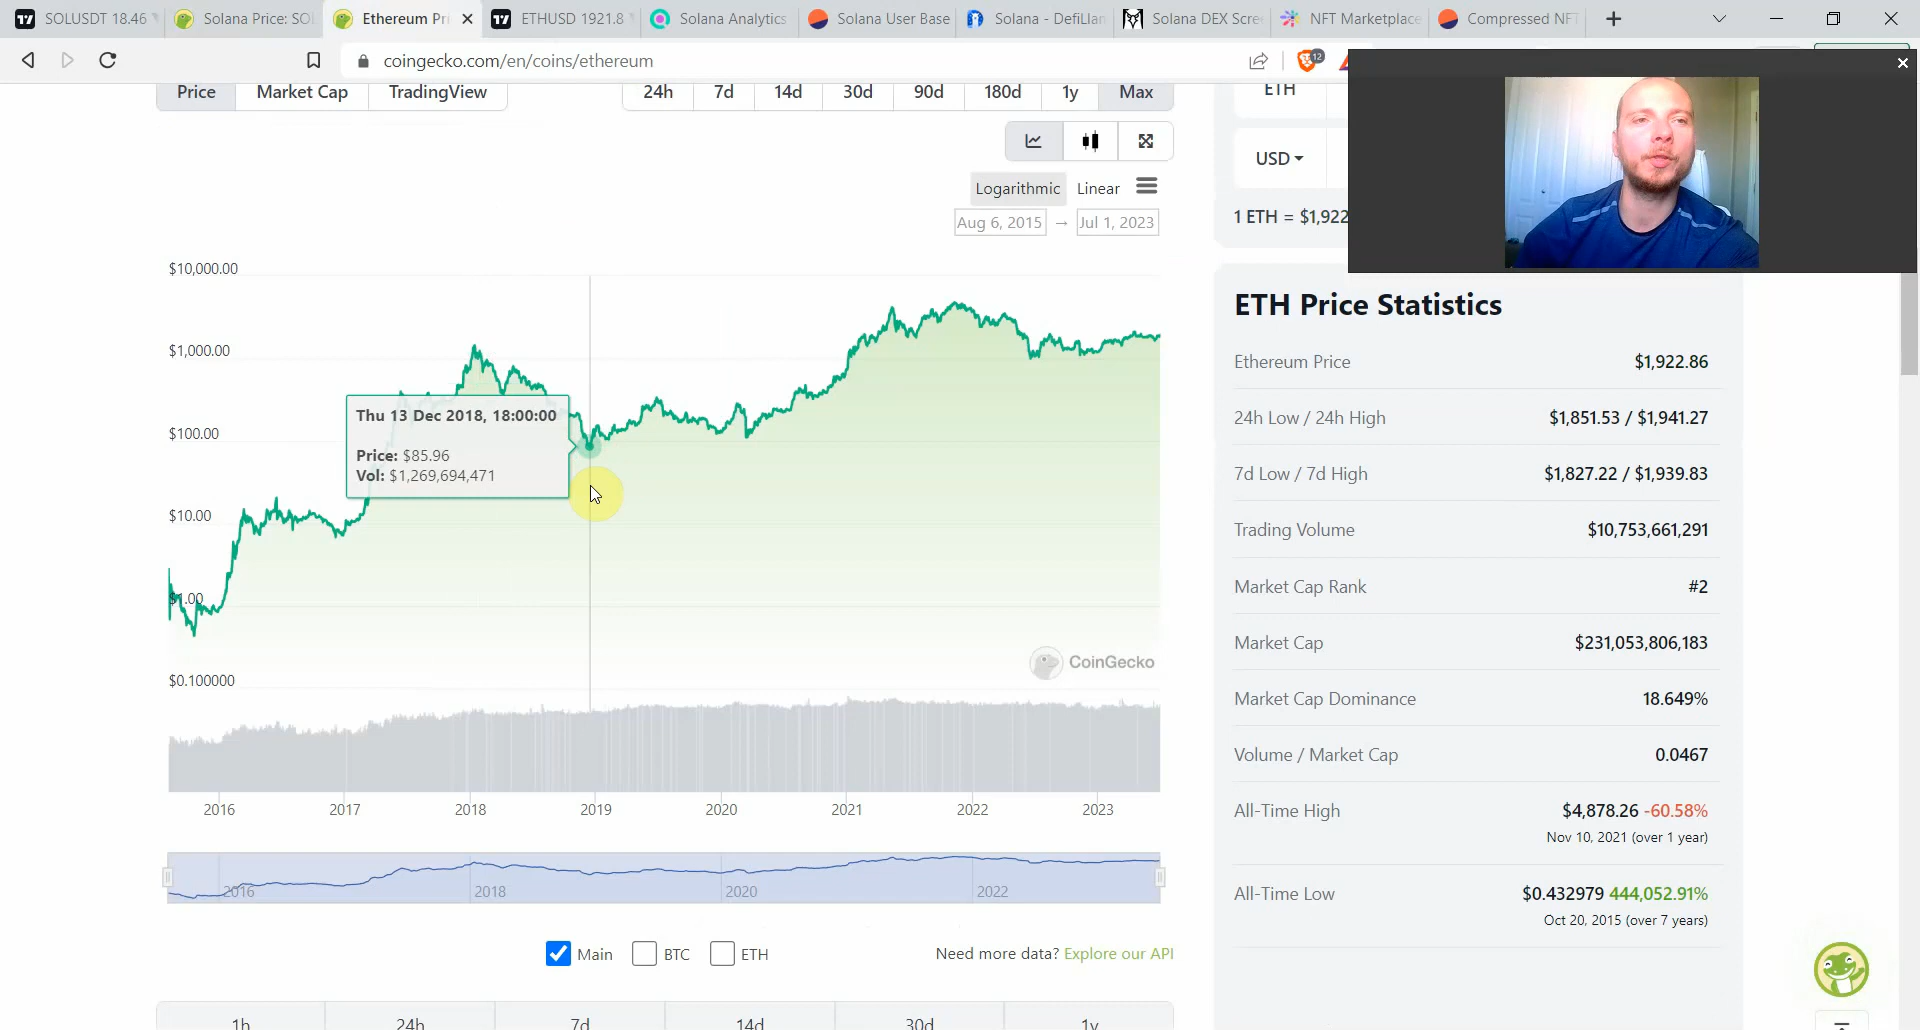 SOLUSDT 18.46
Solana Price: SOL
Ethereum Pri
ETHUSD 1921.8
Solana Analytics
Solana User Base
Solana - DefiLlam
Solana DEX Scre
NFT Marketplace
Compressed NFT
coingecko.com/en/coins/ethereum
12
Price
Market Cap
TradingView
24h
7d
14d
30d
90d
180d
1y
Max
ETH
USD
1 ETH = $1,922
Logarithmic
Linear
Aug 6, 2015 → Jul 1, 2023
$10,000.00
$1,000.00
$100.00
$10.00
$1.00
$0.100000
Thu 13 Dec 2018, 18:00:00
Price: $85.96
Vol: $1,269,694,471
CoinGecko
2016
2017
2018
2019
2020
2021
2022
2023
2016
2018
2020
2022
Main
BTC
ETH
Need more data? Explore our API
1h
24h
7d
14d
30d
1y
ETH Price Statistics
Ethereum Price $1,922.86
24h Low / 24h High $1,851.53 / $1,941.27
7d Low / 7d High $1,827.22 / $1,939.83
Trading Volume $10,753,661,291
Market Cap Rank #2
Market Cap $231,053,806,183
Market Cap Dominance 18.649%
Volume / Market Cap 0.0467
All-Time High $4,878.26 -60.58%
Nov 10, 2021 (over 1 year)
All-Time Low $0.432979 444,052.91%
Oct 20, 2015 (over 7 years)